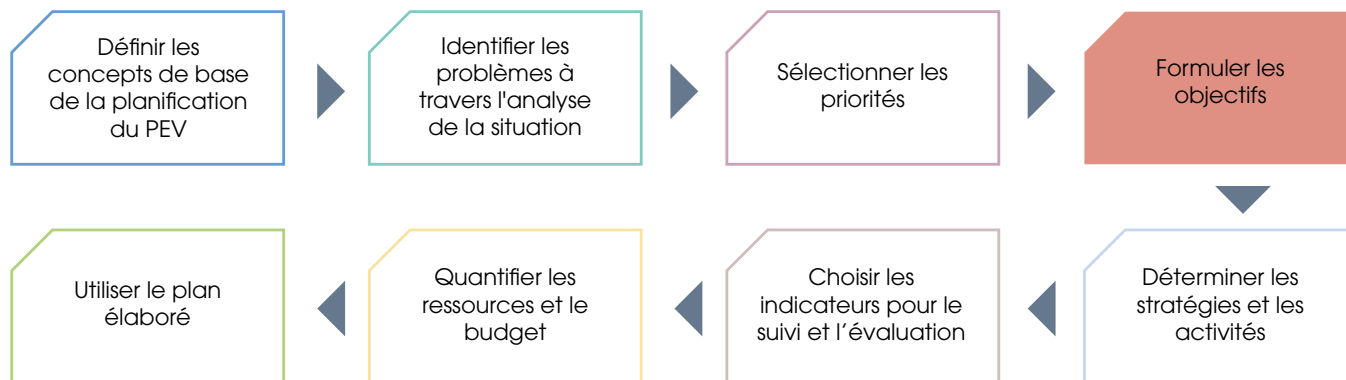 Définir les
concepts de base
de la planification
du PEV
Identifier les
problèmes à
travers l'analyse
de la situation
Sélectionner les
priorités
Formuler les
objectifs
Déterminer les
stratégies et les
activités
Choisir les
indicateurs pour le
suivi et l’évaluation
Quantifier les
ressources et le
budget
Utiliser le plan
élaboré